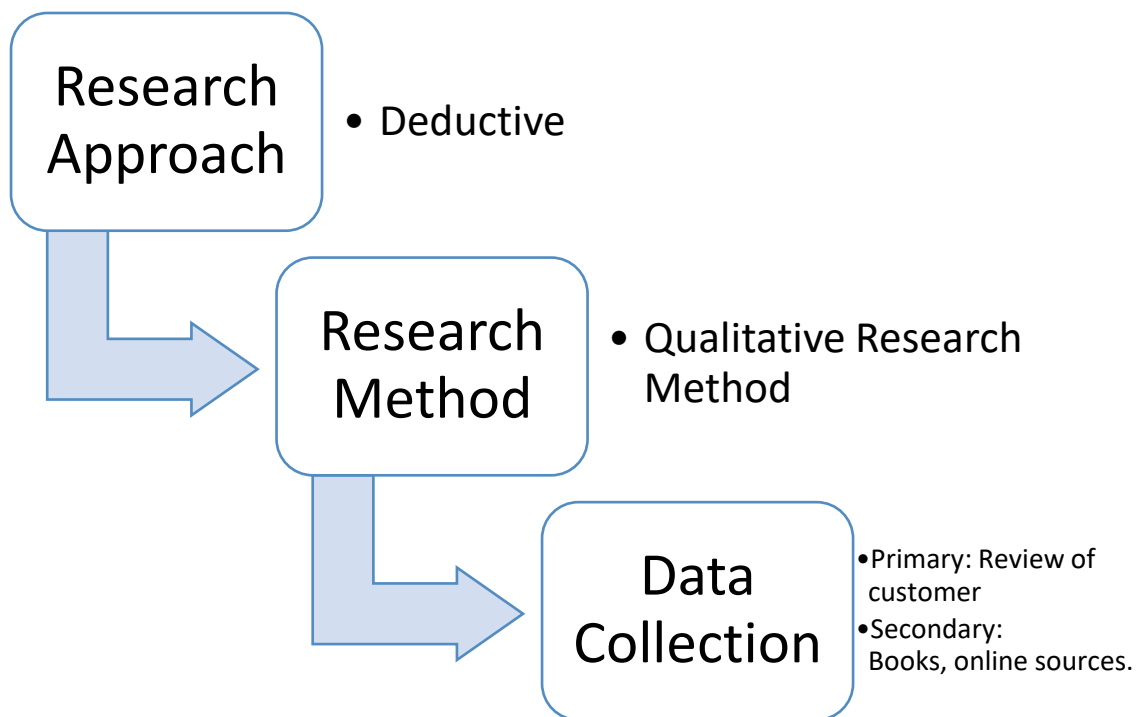 Research
Approach
• Deductive
Research
Method
• Qualitative Research
Method
Data
Collection
•Primary: Review of
customer
•Secondary:
Books, online sources.